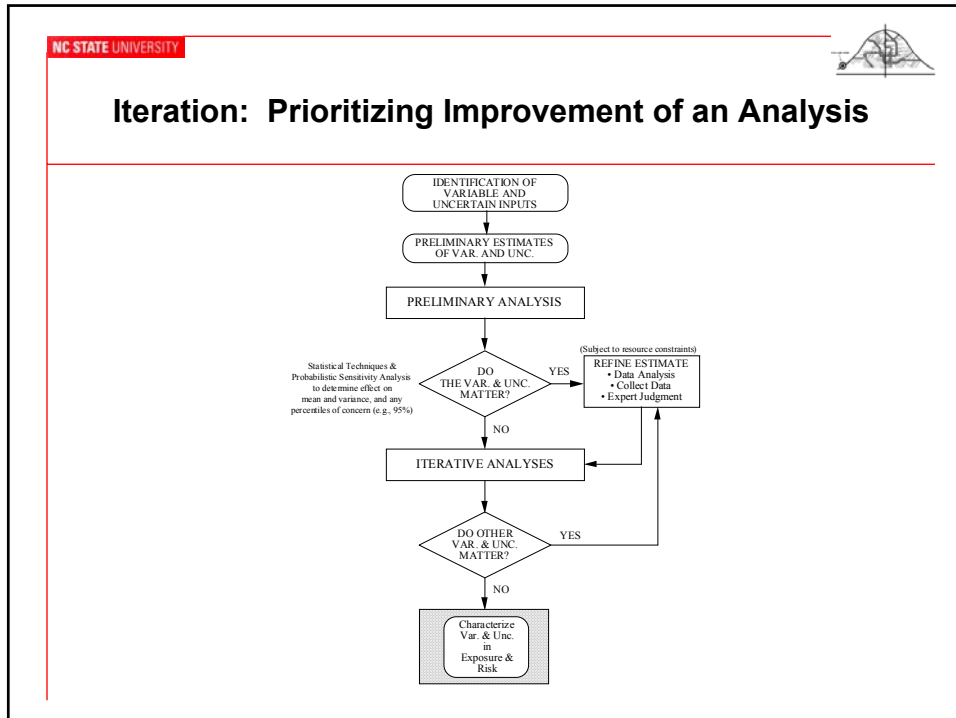 NC STATE UNIVERSITY
Iteration: Prioritizing Improvement of an Analysis
IDENTIFICATION OF
VARIABLE AND
UNCERTAIN INPUTS
PRELIMINARY ESTIMATES
OF VAR. AND UNC.
PRELIMINARY ANALYSIS
Statistical Techniques &
Probabilistic Sensitivity Analysis
to determine effect on
mean and variance, and any
percentiles of concern (e.g., 95%)
DO
THE VAR. & UNC.
MATTER?
YES
(Subject to resource constraints)
REFINE ESTIMATE
• Data Analysis
• Collect Data
• Expert Judgment
NO
ITERATIVE ANALYSES
DO OTHER
VAR. & UNC.
MATTER?
YES
NO
Characterize
Var. & Unc.
in
Exposure &
Risk